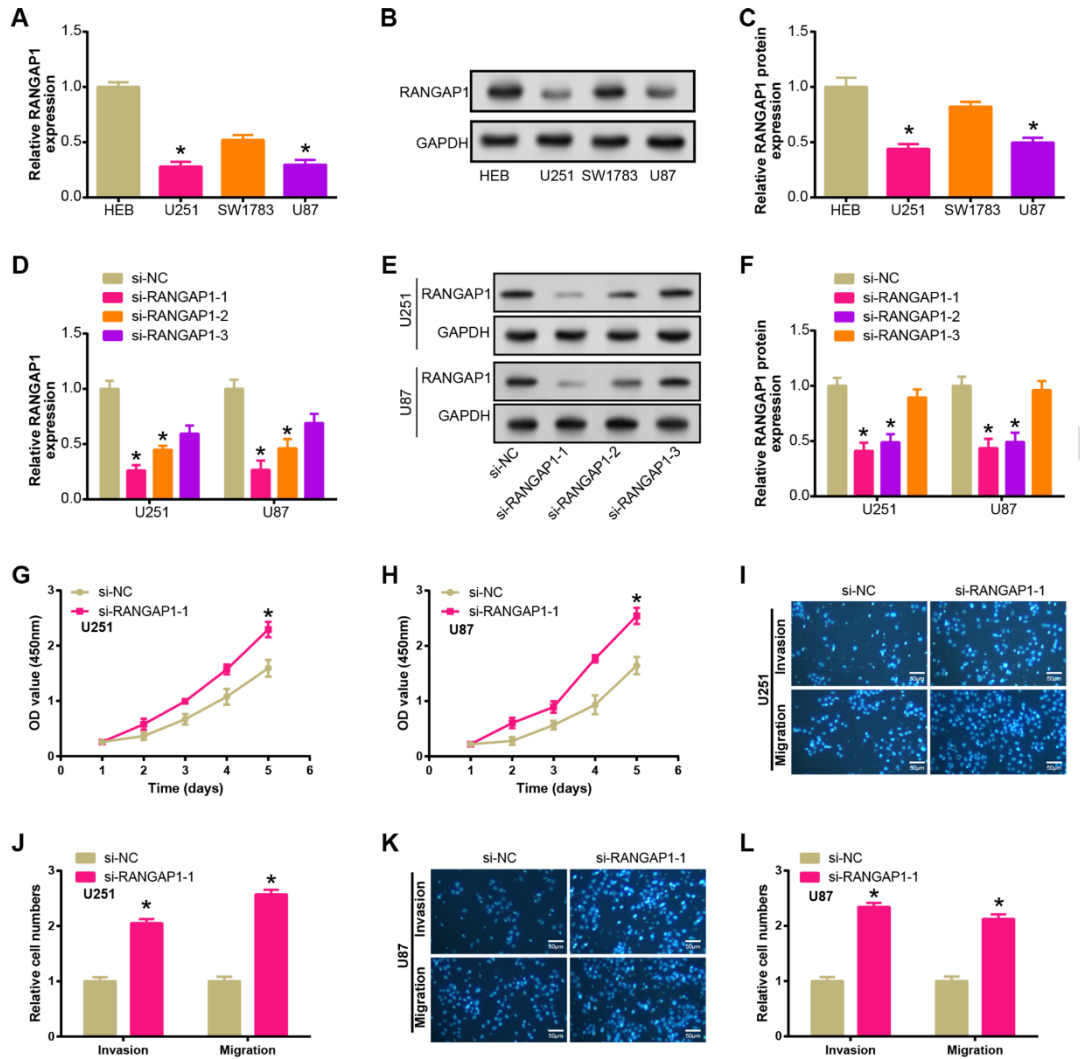 A
Relative RANGAP1
expression
1.5
1.0
0.5
0.0
*
*
HEB
U251
SW1783
U87
B
RANGAP1
GAPDH
HEB
U251
SW1783
U87
C
Relative RANGAP1 protein
expression
1.5
1.0
0.5
0.0
*
*
HEB
U251
SW1783
U87
D
si-NC
si-RANGAP1-1
si-RANGAP1-2
si-RANGAP1-3
Relative RANGAP1
expression
1.5
1.0
0.5
0.0
*
*
*
*
U251
U87
E
U251
RANGAP1
GAPDH
U87
RANGAP1
GAPDH
si-NC
si-RANGAP1-1
si-RANGAP1-2
si-RANGAP1-3
F
si-NC
si-RANGAP1-1
si-RANGAP1-2
si-RANGAP1-3
Relative RANGAP1 protein
expression
1.5
1.0
0.5
0.0
*
*
*
*
U251
U87
G
si-NC
si-RANGAP1-1
U251
OD value (450nm)
3
2
1
0
*
0
1
2
3
4
5
6
Time (days)
H
si-NC
si-RANGAP1-1
U87
OD value (450nm)
3
2
1
0
*
0
1
2
3
4
5
6
Time (days)
I
si-NC
si-RANGAP1-1
U251
Invasion
50μm
50μm
Migration
50μm
50μm
J
si-NC
si-RANGAP1-1
U251
Relative cell numbers
3
2
1
0
*
*
Invasion
Migration
K
si-NC
si-RANGAP1-1
U87
Invasion
50μm
50μm
Migration
50μm
50μm
L
si-NC
si-RANGAP1-1
U87
Relative cell numbers
3
2
1
0
*
*
Invasion
Migration